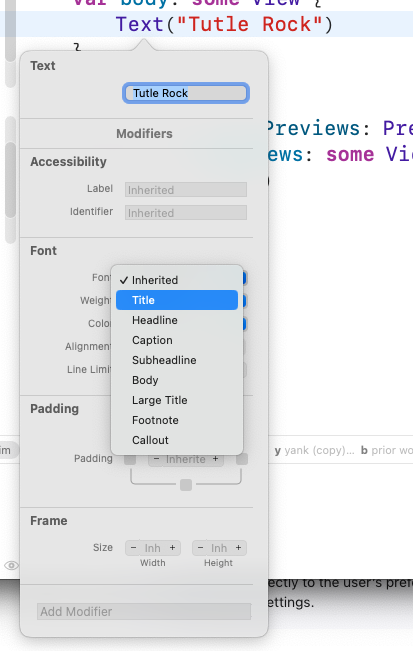 var body: some View {
Text("Tutle Rock")
}
Text
Tutle Rock
Modifiers
Previews: Pre
Accessibility
ews: some Vie
Label
Inherited
)
Identifier
Inherited
Font
Font
✓ Inherited
Weight
Title
Color
Headline
Alignment
Caption
Line Limit
Subheadline
Body
Large Title
Footnote
Callout
Padding
im
y yank (copy)... b prior wo
Padding
− Inherite +
Frame
Size
− Inh +
− Inh +
Width
Height
ectly to the user's prefe
ettings.
Add Modifier